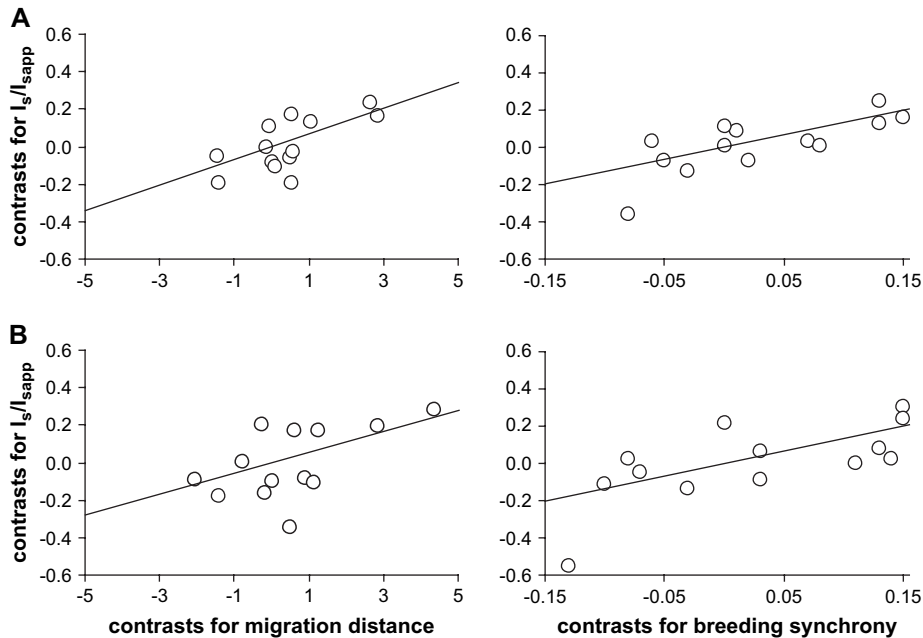 A
contrasts for Is/Isapp
0.6
0.4
0.2
0.0
-0.2
-0.4
-0.6
-5 -3 -1 1 3 5
0.6
0.4
0.2
0.0
-0.2
-0.4
-0.6
-0.15 -0.05 0.05 0.15
B
contrasts for Is/Isapp
0.6
0.4
0.2
0.0
-0.2
-0.4
-0.6
-5 -3 -1 1 3 5
contrasts for migration distance
0.6
0.4
0.2
0.0
-0.2
-0.4
-0.6
-0.15 -0.05 0.05 0.15
contrasts for breeding synchrony